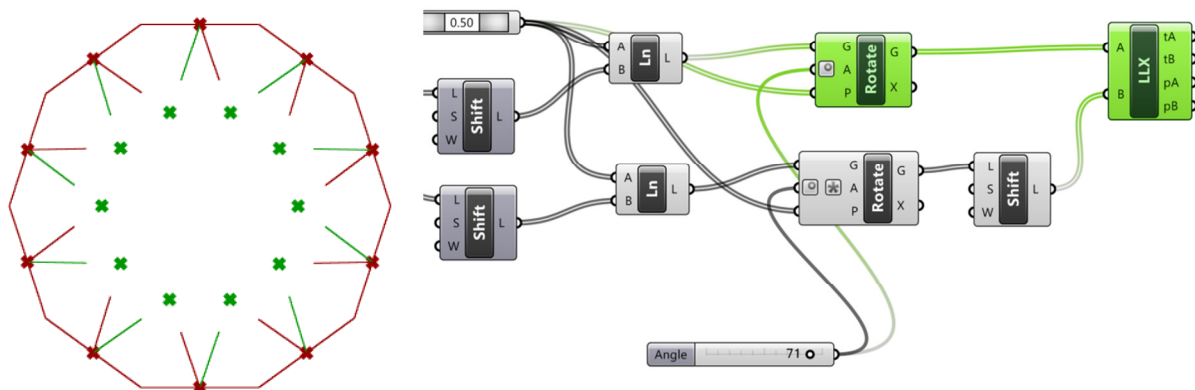 0.50
A
B
Ln
L
L
S
W
Shift
L
G
A
P
Rotate
G
X
A
B
LLX
tA
tB
pA
pB
A
B
Ln
L
L
S
W
Shift
L
G
A
P
Rotate
G
X
L
S
W
Shift
L
Angle
71